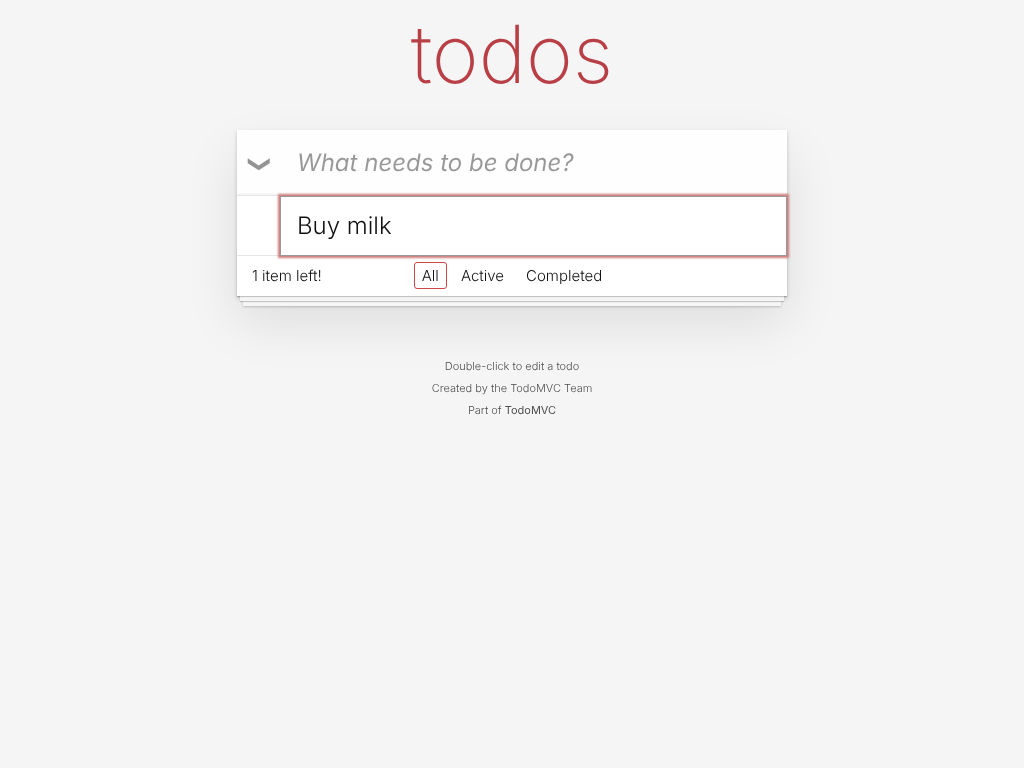 todos
What needs to be done?
Buy milk
1 item left!
All
Active
Completed
Double-click to edit a todo
Created by the TodoMVC Team
Part of TodoMVC